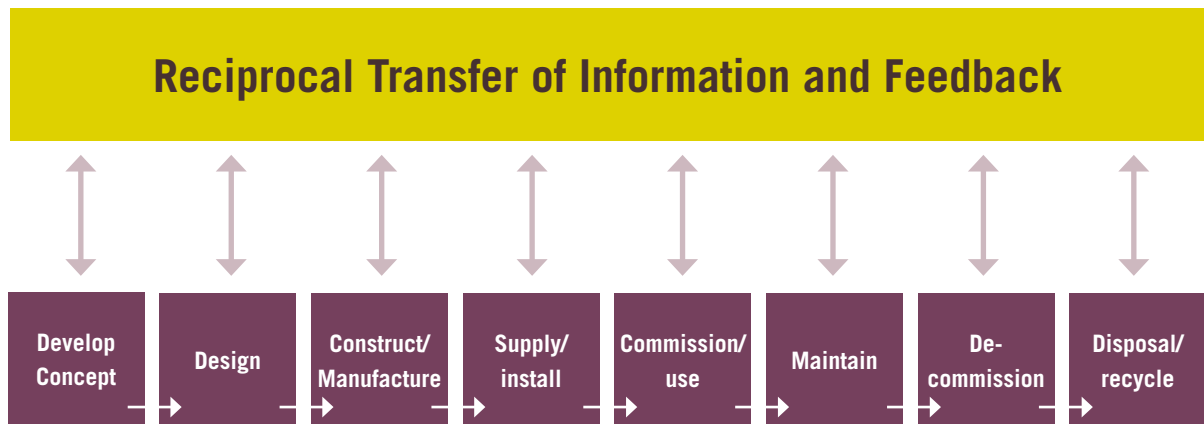 Reciprocal Transfer of Information and Feedback
Develop
Concept
Design
Construct/
Manufacture
Supply/
install
Commission/
use
Maintain
De-
commission
Disposal/
recycle